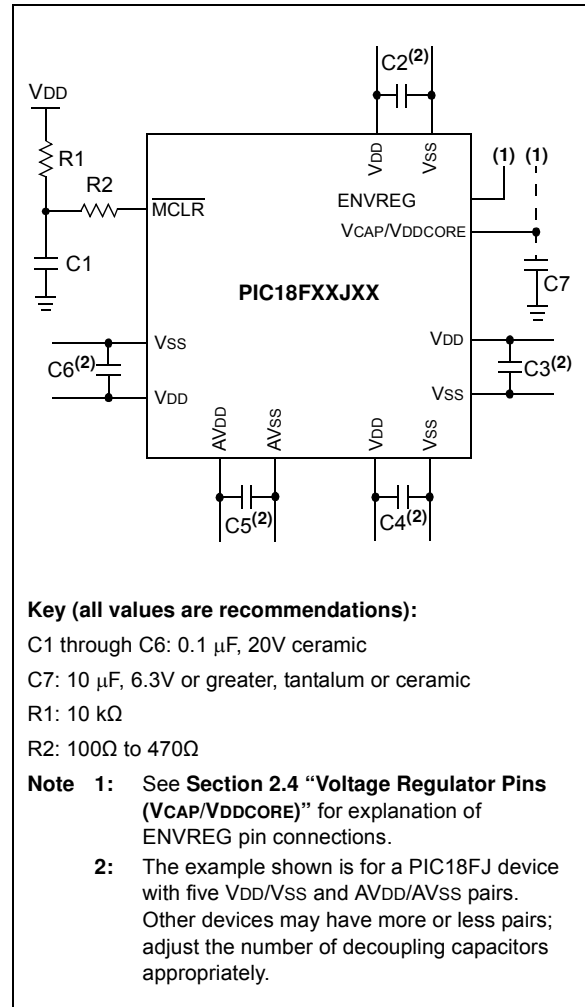 C2(2)
VDD
R1
R2
VDD
VSS
(1) (1)
MCLR
ENVREG
VCAP/VDDCORE
C1
C7
PIC18FXXJXX
VSS
VDD
C6(2)
C3(2)
VDD
VSS
AVDD
AVSS
VDD
VSS
C5(2)
C4(2)
Key (all values are recommendations):
C1 through C6: 0.1 μF, 20V ceramic
C7: 10 μF, 6.3V or greater, tantalum or ceramic
R1: 10 kΩ
R2: 100Ω to 470Ω
Note 1: See Section 2.4 “Voltage Regulator Pins
(VCAP/VDDCORE)” for explanation of
ENVREG pin connections.
2: The example shown is for a PIC18FJ device
with five VDD/VSS and AVDD/AVSS pairs.
Other devices may have more or less pairs;
adjust the number of decoupling capacitors
appropriately.